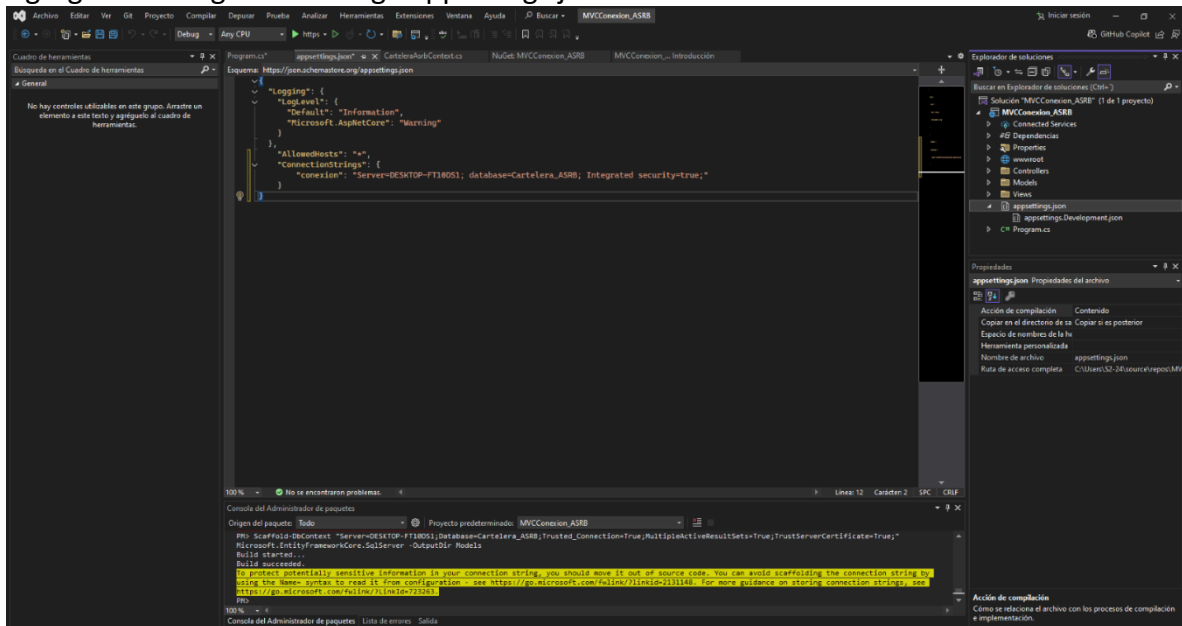 Archivo Editar Ver Git Proyecto Compilar Depurar Prueba Analizar Herramientas Extensiones Ventana Ayuda Buscar MVCConexion_ASRB Iniciar sesión
Debug Any CPU https GitHub Copilot
Cuadro de herramientas
Búsqueda en el Cuadro de herramientas
General
No hay controles utilizables en este grupo. Arrastre un
elemento a este texto y agréguelo al cuadro de
herramientas.
Program.cs* appsettings.json* CarteleraAsrbContext.cs NuGet: MVCConexion_ASRB MVCConexion_... Introducción
Esquema: https://json.schemastore.org/appsettings.json
{
"Logging": {
"LogLevel": {
"Default": "Information",
"Microsoft.AspNetCore": "Warning"
}
},
"AllowedHosts": "*",
"ConnectionStrings": {
"conexion": "Server=DESKTOP-FT10DS1; database=Cartelera_ASRB; Integrated security=true;"
}
}
100 % No se encontraron problemas. Línea: 12 Carácter: 2 SPC CRLF
Consola del Administrador de paquetes
Origen del paquete: Todo Proyecto predeterminado: MVCConexion_ASRB
PM> Scaffold-DbContext "Server=DESKTOP-FT10DS1;Database=Cartelera_ASRB;Trusted_Connection=True;MultipleActiveResultSets=True;TrustServerCertificate=True;"
Microsoft.EntityFrameworkCore.SqlServer -OutputDir Models
Build started...
Build succeeded.
To protect potentially sensitive information in your connection string, you should move it out of source code. You can avoid scaffolding the connection string by
using the Name= syntax to read it from configuration - see https://go.microsoft.com/fwlink/?linkid=2131148. For more guidance on storing connection strings, see
https://go.microsoft.com/fwlink/?LinkId=723263.
PM>
100 %
Consola del Administrador de paquetes Lista de errores Salida
Explorador de soluciones
Buscar en Explorador de soluciones (Ctrl+´)
Solución "MVCConexion_ASRB" (1 de 1 proyecto)
MVCConexion_ASRB
Connected Services
Dependencias
Properties
wwwroot
Controllers
Models
Views
appsettings.json
appsettings.Development.json
C# Program.cs
Propiedades
appsettings.json Propiedades del archivo
Acción de compilación Contenido
Copiar en el directorio de sa Copiar si es posterior
Espacio de nombres de la he
Herramienta personalizada
Nombre de archivo appsettings.json
Ruta de acceso completa C:\Users\S2-24\source\repos\MV
Acción de compilación
Cómo se relaciona el archivo con los procesos de compilación
e implementación.